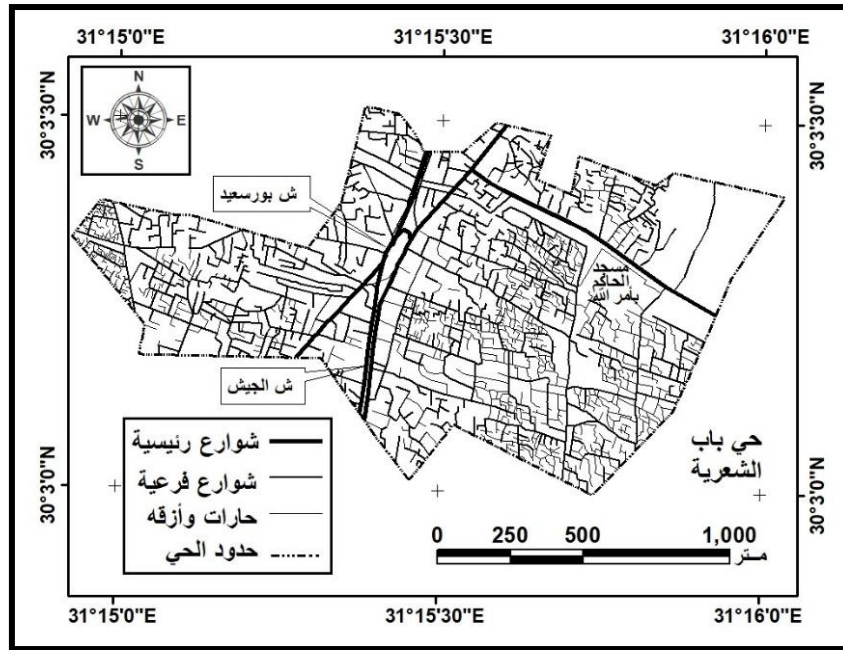 31°15'0"E 31°15'30"E 31°16'0"E
30°3'30"N 30°3'30"N
N
W E
S
ش بورسعيد
مسجد
الحاكم
بأمر الله
ش الجيش
حي باب
الشعرية
شوارع رئيسية
شوارع فرعية
حارات وأزقه
حدود الحي
30°3'0"N 30°3'0"N
0 250 500 1,000
متر
31°15'0"E 31°15'30"E 31°16'0"E